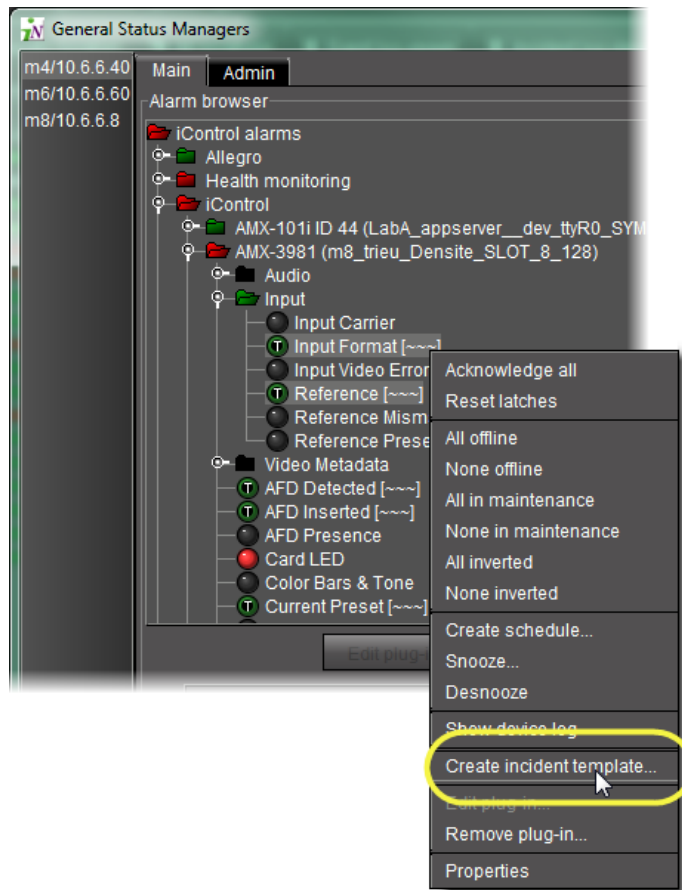 iN General Status Managers
m4/10.6.6.40
m6/10.6.6.60
m8/10.6.6.8
Main Admin
Alarm browser
iControl alarms
Allegro
Health monitoring
iControl
AMX-101i ID 44 (LabA_appserver__dev_ttyR0_SYM
AMX-3981 (m8_trieu_Densite_SLOT_8_128)
Audio
Input
Input Carrier
T Input Format [~~~]
Input Video Error
T Reference [~~~]
Reference Mism
Reference Prese
Video Metadata
T AFD Detected [~~~]
T AFD Inserted [~~~]
AFD Presence
Card LED
Color Bars & Tone
T Current Preset [~~~]
Edit plug-i
Acknowledge all
Reset latches
All offline
None offline
All in maintenance
None in maintenance
All inverted
None inverted
Create schedule...
Snooze...
Desnooze
Show device log
Create incident template...
Edit plug-in...
Remove plug-in...
Properties